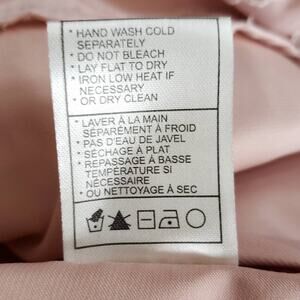 * HAND WASH COLD
SEPARATELY
* DO NOT BLEACH
* LAY FLAT TO DRY
* IRON LOW HEAT IF
NECESSARY
* OR DRY CLEAN
* LAVER À LA MAIN
SÉPARÉMENT À FROID
* PAS D'EAU DE JAVEL
* SÉCHAGE A PLAT
* REPASSAGE À BASSE
TEMPÉRATURE SI
NÉCESSAIRE
* OU NETTOYAGE À SEC